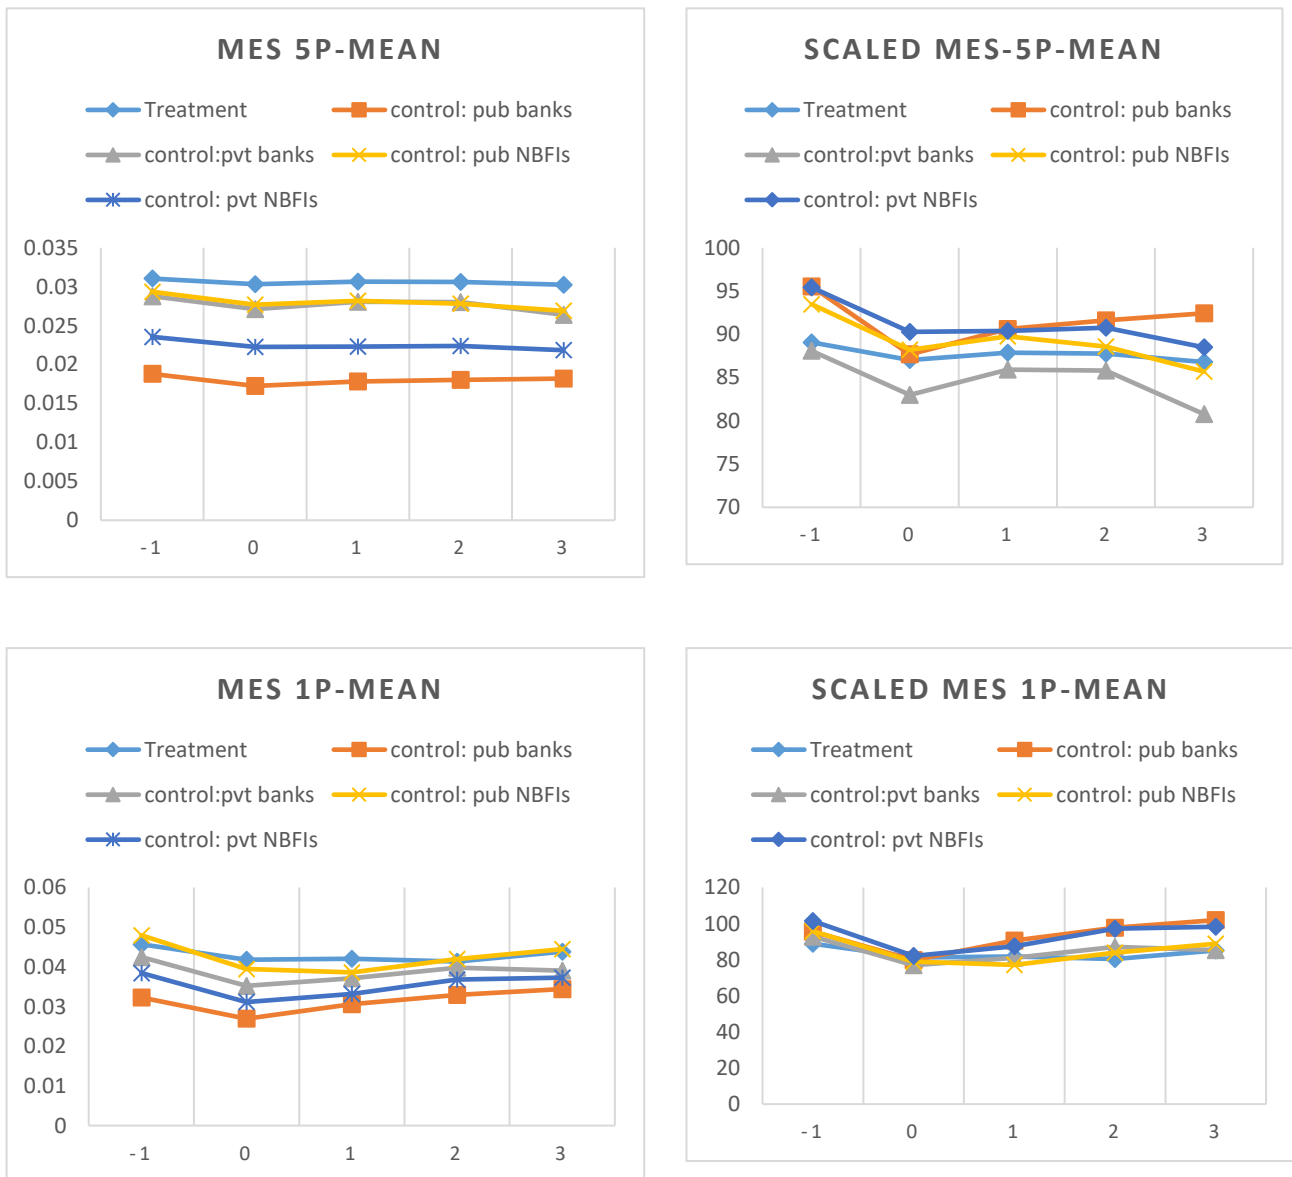 MES 5P-MEAN
Treatment control: pub banks
control:pvt banks control: pub NBFIs
control: pvt NBFIs
0.035
0.03
0.025
0.02
0.015
0.01
0.005
0
-1 0 1 2 3
SCALED MES-5P-MEAN
Treatment control: pub banks
control:pvt banks control: pub NBFIs
control: pvt NBFIs
100
95
90
85
80
75
70
-1 0 1 2 3
MES 1P-MEAN
Treatment control: pub banks
control:pvt banks control: pub NBFIs
control: pvt NBFIs
0.06
0.05
0.04
0.03
0.02
0.01
0
-1 0 1 2 3
SCALED MES 1P-MEAN
Treatment control: pub banks
control:pvt banks control: pub NBFIs
control: pvt NBFIs
120
100
80
60
40
20
0
-1 0 1 2 3